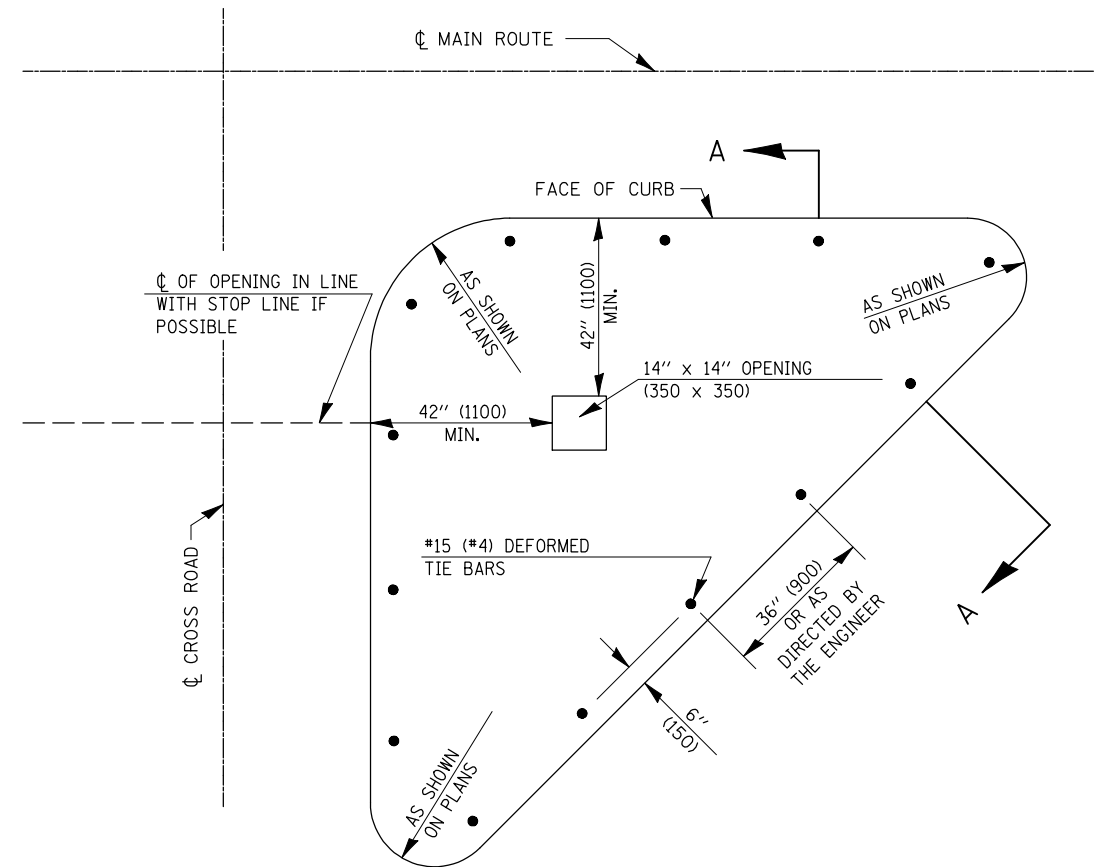 ℄ MAIN ROUTE
A
FACE OF CURB
℄ OF OPENING IN LINE
WITH STOP LINE IF
POSSIBLE
AS SHOWN
ON PLANS
42'' (1100)
MIN.
AS SHOWN
ON PLANS
14'' x 14'' OPENING
(350 x 350)
42'' (1100)
MIN.
℄ CROSS ROAD
#15 (#4) DEFORMED
TIE BARS
36'' (900)
OR AS
DIRECTED BY
THE ENGINEER
A
6''
(150)
AS SHOWN
ON PLANS